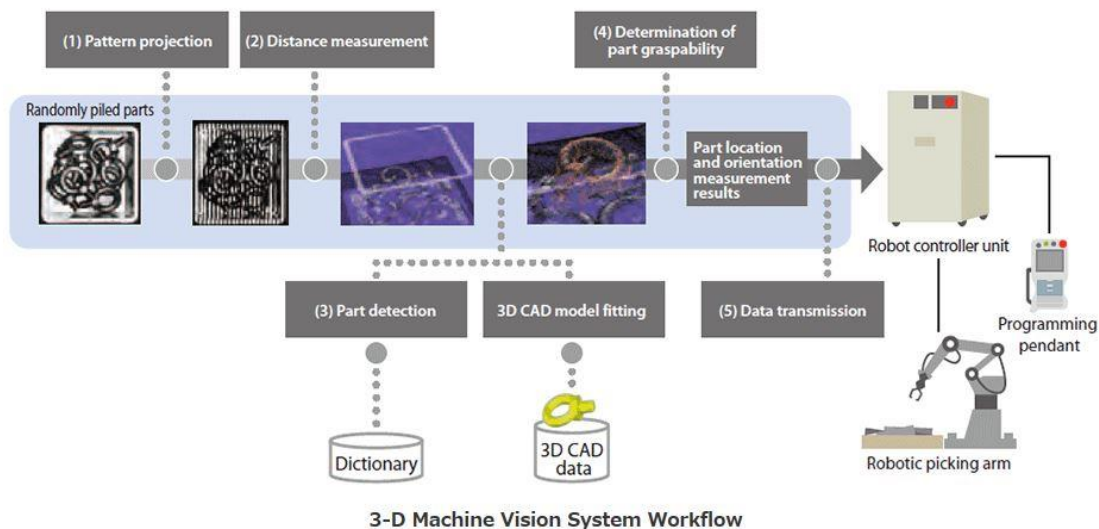 (1) Pattern projection
(2) Distance measurement
(4) Determination of
part graspability
Randomly piled parts
Part location
and orientation
measurement
results
Robot controller unit
(3) Part detection
3D CAD model fitting
(5) Data transmission
Programming
pendant
Dictionary
3D CAD
data
Robotic picking arm
3-D Machine Vision System Workflow